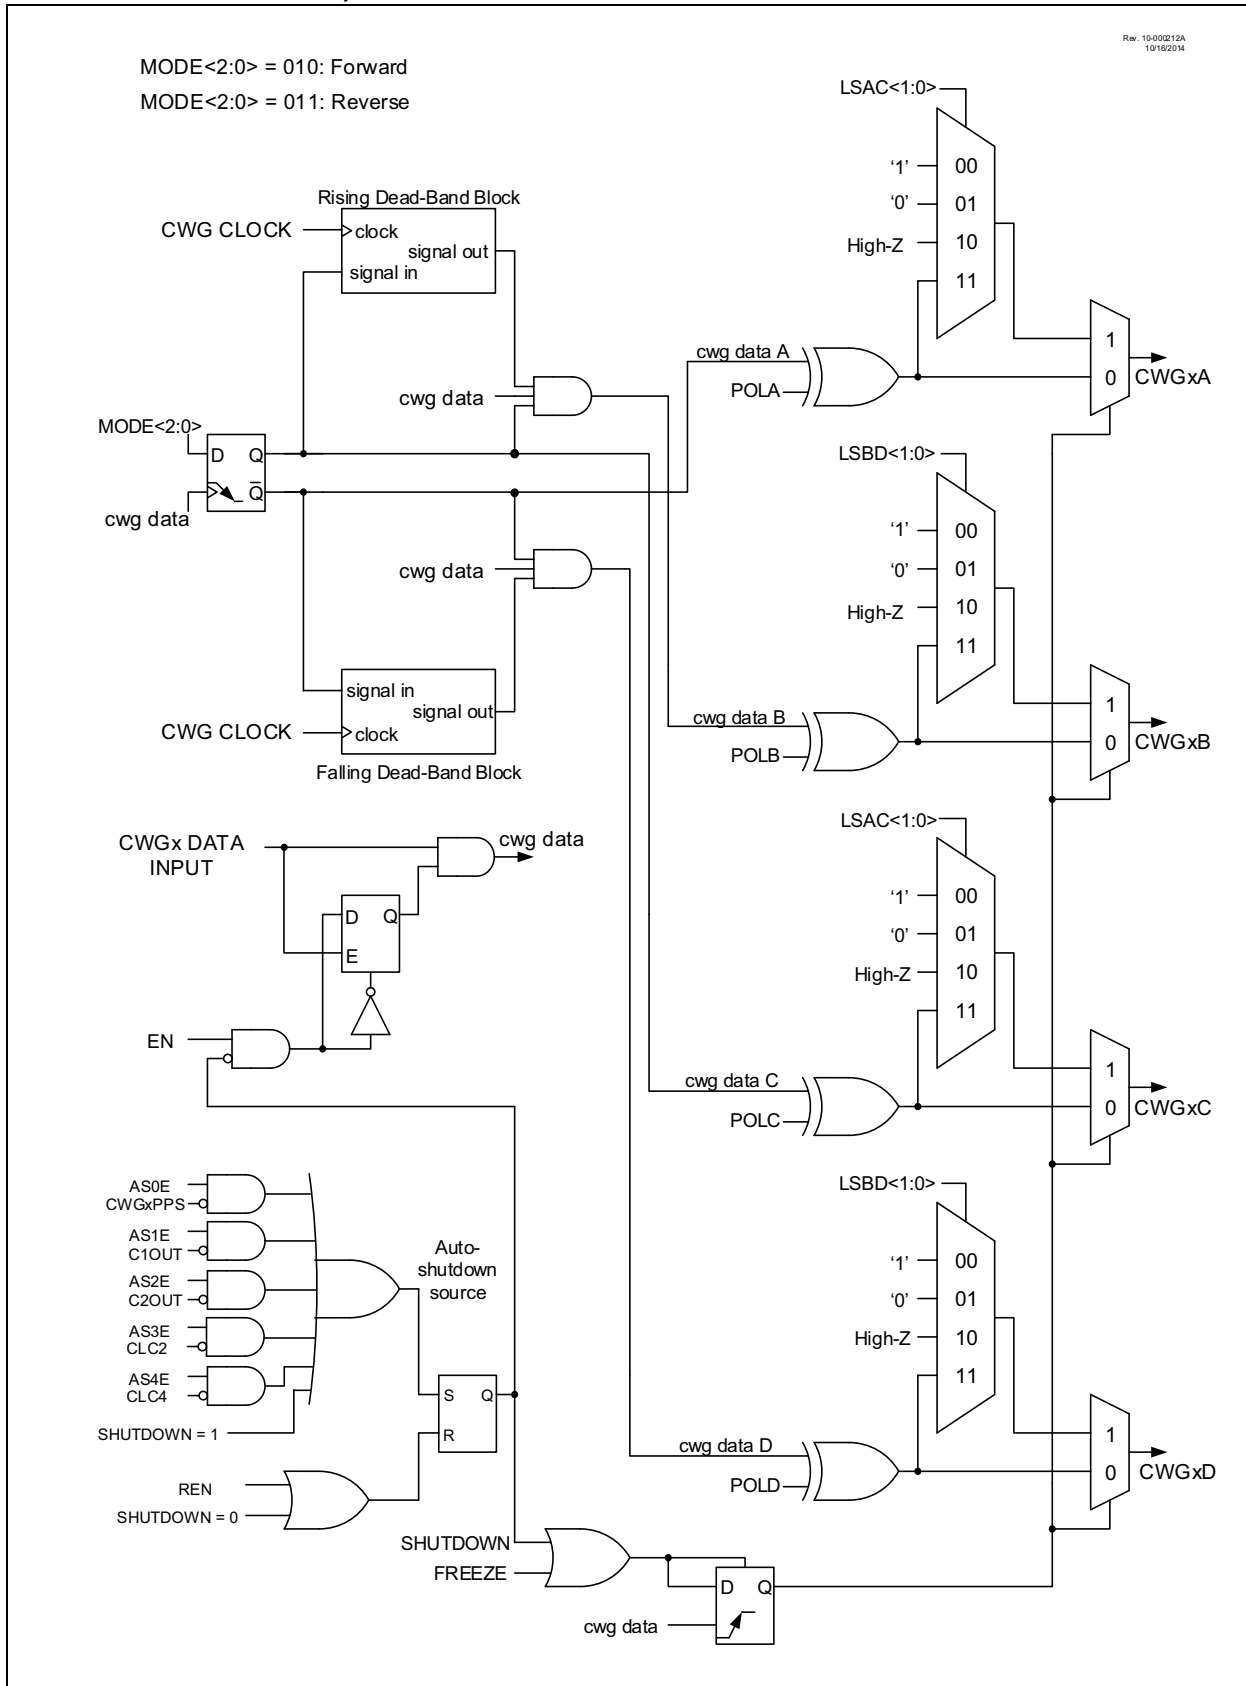 Rev. 10-000212A
10/16/2014
MODE<2:0> = 010: Forward
MODE<2:0> = 011: Reverse
LSAC<1:0>
'1'
00
'0'
01
High-Z
10
11
1
0
CWGxA
Rising Dead-Band Block
CWG CLOCK
clock
signal out
signal in
cwg data A
POLA
cwg data
MODE<2:0>
D
Q
Q
cwg data
cwg data
LSBD<1:0>
'1'
00
'0'
01
High-Z
10
11
1
0
CWGxB
signal in
signal out
CWG CLOCK
clock
Falling Dead-Band Block
cwg data B
POLB
CWGx DATA
INPUT
cwg data
D
Q
E
EN
LSAC<1:0>
'1'
00
'0'
01
High-Z
10
11
1
0
CWGxC
cwg data C
POLC
AS0E
CWGxPPS
AS1E
C1OUT
AS2E
C2OUT
AS3E
CLC2
AS4E
CLC4
SHUTDOWN = 1
Auto-
shutdown
source
S
Q
R
REN
SHUTDOWN = 0
LSBD<1:0>
'1'
00
'0'
01
High-Z
10
11
1
0
CWGxD
cwg data D
POLD
SHUTDOWN
FREEZE
D
Q
cwg data